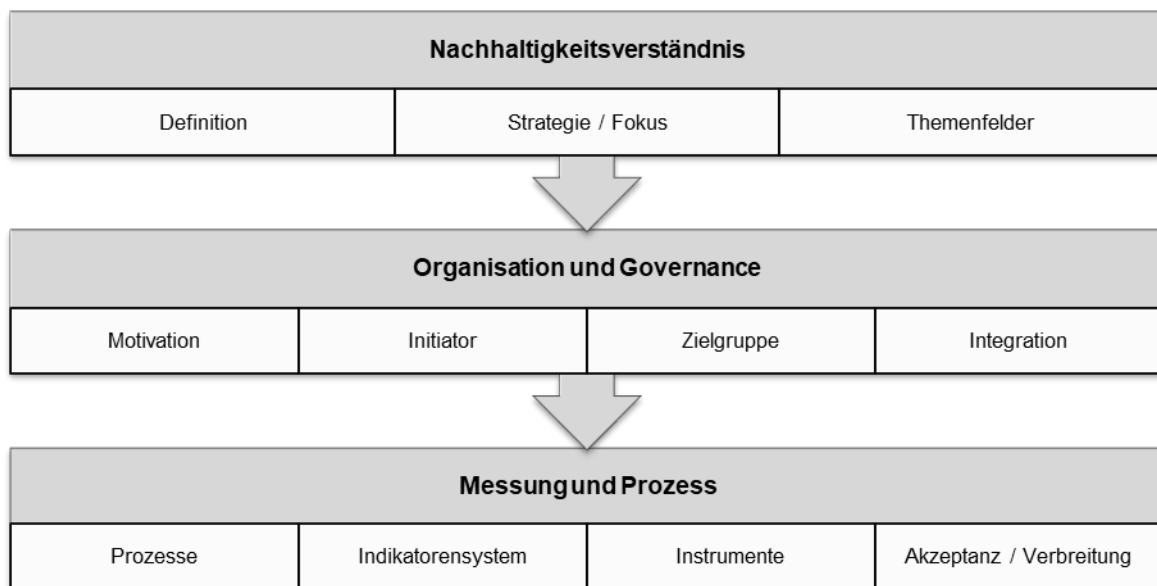 Nachhaltigkeitsverständnis
Definition
Strategie / Fokus
Themenfelder
Organisation und Governance
Motivation
Initiator
Zielgruppe
Integration
Messung und Prozess
Prozesse
Indikatorensystem
Instrumente
Akzeptanz / Verbreitung